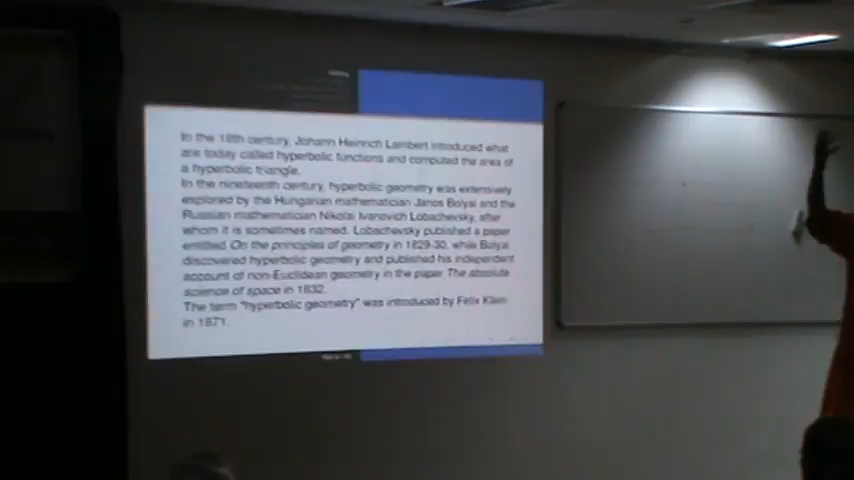 In the 18th century, Johann Heinrich Lambert introduced what
are today called hyperbolic functions and computed the area of
a hyperbolic triangle.
In the nineteenth century, hyperbolic geometry was extensively
explored by the Hungarian mathematician Janos Bolyai and the
Russian mathematician Nikolai Ivanovich Lobachevsky, after
whom it is sometimes named. Lobachevsky published a paper
entitled On the principles of geometry in 1829-30, while Bolyai
discovered hyperbolic geometry and published his independent
account of non-Euclidean geometry in the paper The absolute
science of space in 1832.
The term "hyperbolic geometry" was introduced by Felix Klein
in 1871.